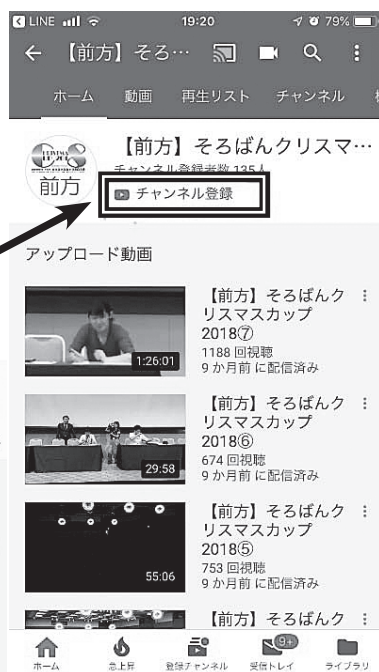 LINE 19:20 79%
【前方】そろ…
ホーム 動画 再生リスト チャンネル
前方
【前方】そろばんクリスマ…
チャンネル登録者数 135人
チャンネル登録
アップロード動画
【前方】そろばんク
リスマスカップ
2018⑦
1188 回視聴
9 か月前 に配信済み
1:26:01
【前方】そろばんク
リスマスカップ
2018⑥
674 回視聴
9 か月前 に配信済み
29:58
【前方】そろばんク
リスマスカップ
2018⑤
753 回視聴
9 か月前 に配信済み
55:06
【前方】そろばんク
9+
ホーム 急上昇 登録チャンネル 受信トレイ ライブラリ